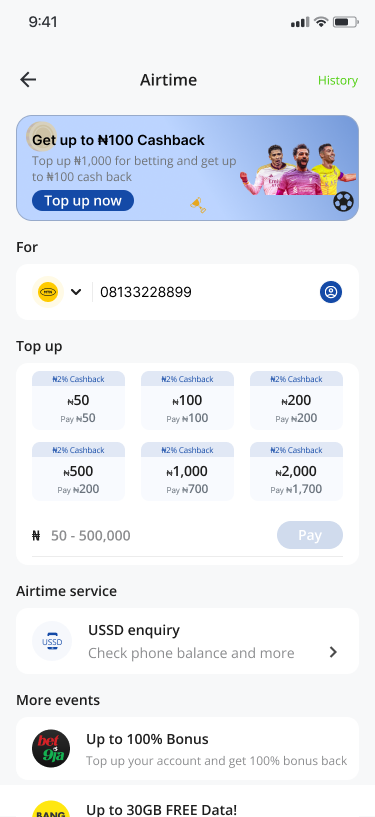 9:41
Airtime
History
Get up to ₦100 Cashback
Top up ₦1,000 for betting and get up
to ₦100 cash back
Top up now
For
08133228899
Top up
₦2% Cashback
₦50
Pay ₦50
₦2% Cashback
₦100
Pay ₦100
₦2% Cashback
₦200
Pay ₦200
₦2% Cashback
₦500
Pay ₦200
₦2% Cashback
₦1,000
Pay ₦700
₦2% Cashback
₦2,000
Pay ₦1,700
₦ 50 - 500,000
Pay
Airtime service
USSD
USSD enquiry
Check phone balance and more
More events
bet
9ja
Up to 100% Bonus
Top up your account and get 100% bonus back
BANG
Up to 30GB FREE Data!